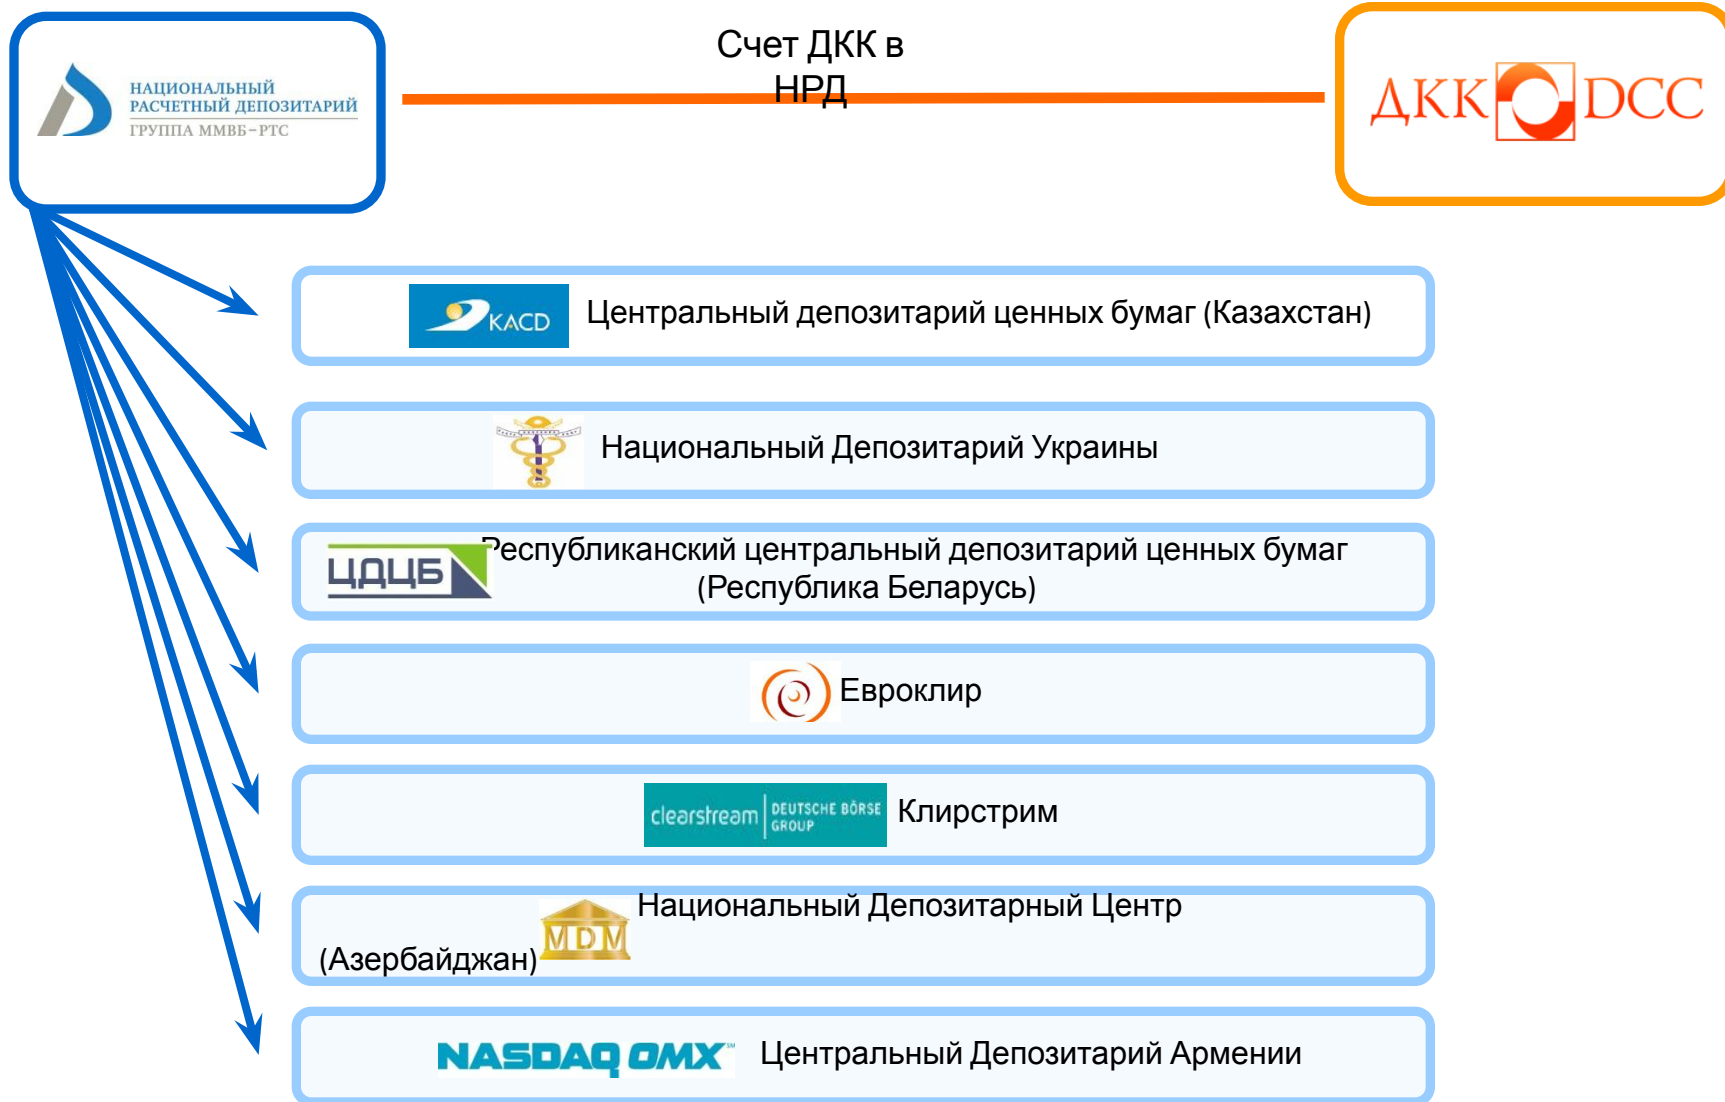 НАЦИОНАЛЬНЫЙ
РАСЧЕТНЫЙ ДЕПОЗИТАРИЙ
ГРУППА ММВБ-РТС
Счет ДКК в
НРД
ДКК DCC
KACD Центральный депозитарий ценных бумаг (Казахстан)
Национальный Депозитарий Украины
ЦДЦБ Республиканский центральный депозитарий ценных бумаг
(Республика Беларусь)
Евроклир
clearstream DEUTSCHE BÖRSE
GROUP
Клирстрим
Национальный Депозитарный Центр
MDM
(Азербайджан)
NASDAQ OMX℠ Центральный Депозитарий Армении